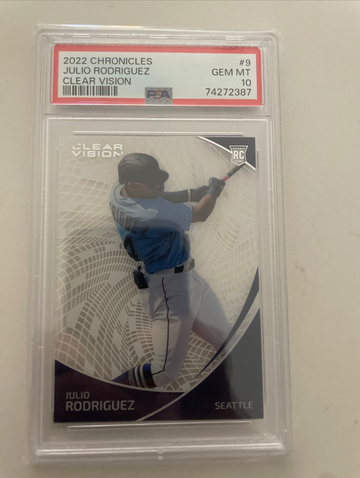 2022 CHRONICLES #9
JULIO RODRIGUEZ GEM MT
CLEAR VISION 10
PSA 74272387
CLEAR
VISION
RC
JULIO
RODRIGUEZ
SEATTLE